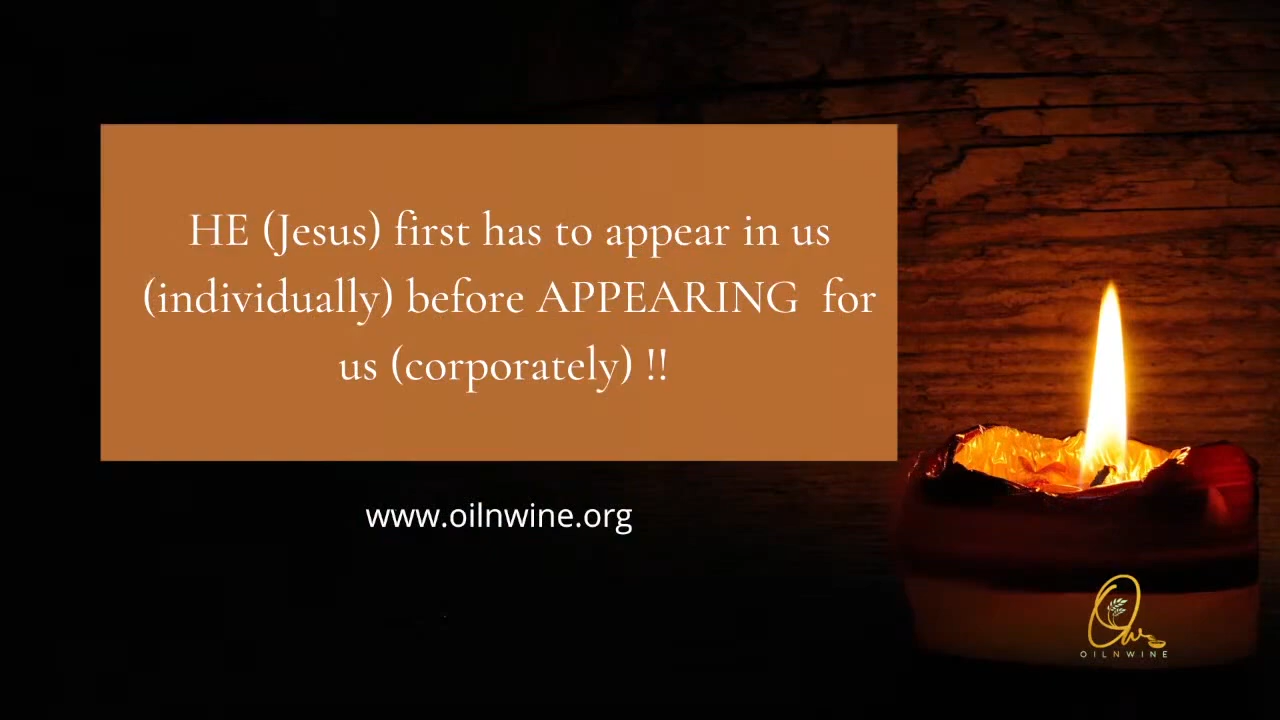 HE (Jesus) first has to appear in us
(individually) before APPEARING  for
us (corporately) !!
www.oilnwine.org
OILNWINE